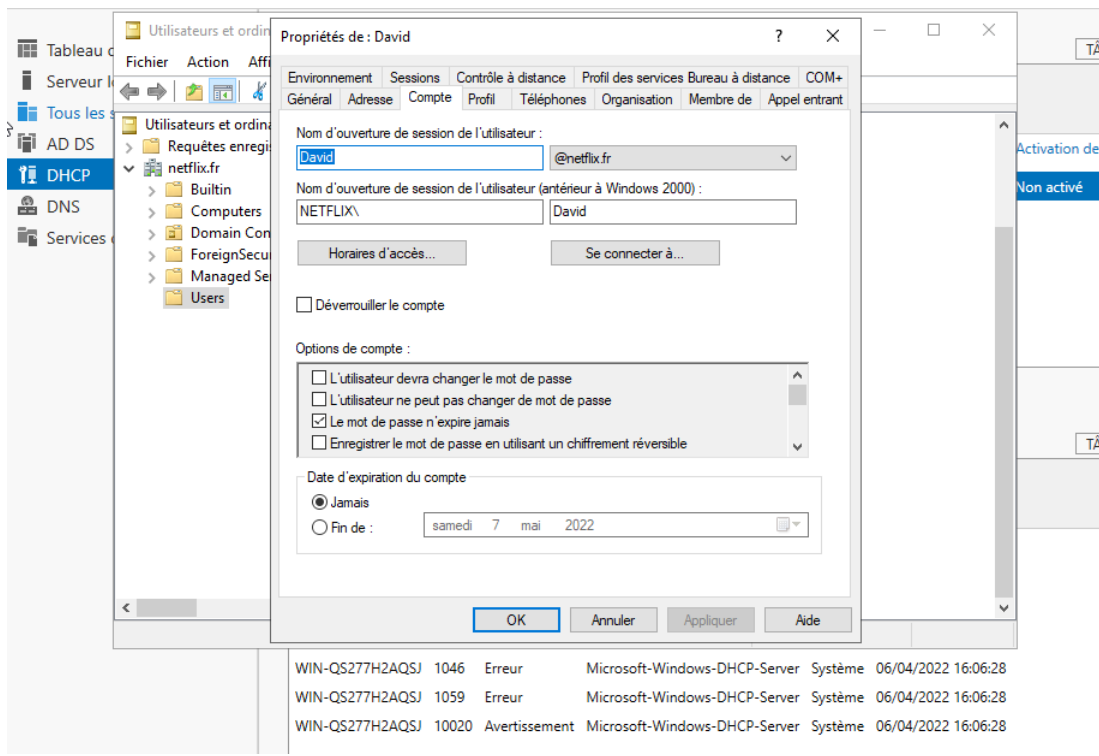 Tableau d
Serveur l
Tous les s
AD DS
DHCP
DNS
Services
Utilisateurs et ordin
Fichier Action Affi
Utilisateurs et ordina
Requêtes enregi
netflix.fr
Builtin
Computers
Domain Con
ForeignSecu
Managed Se
Users
Propriétés de : David
Environnement Sessions Contrôle à distance Profil des services Bureau à distance COM+
Général Adresse Compte Profil Téléphones Organisation Membre de Appel entrant
Nom d'ouverture de session de l'utilisateur :
David @netflix.fr
Nom d'ouverture de session de l'utilisateur (antérieur à Windows 2000) :
NETFLIX\ David
Horaires d'accès... Se connecter à...
Déverrouiller le compte
Options de compte :
L'utilisateur devra changer le mot de passe
L'utilisateur ne peut pas changer de mot de passe
Le mot de passe n'expire jamais
Enregistrer le mot de passe en utilisant un chiffrement réversible
Date d'expiration du compte
Jamais
Fin de : samedi 7 mai 2022
OK Annuler Appliquer Aide
TÂ
Activation de
Non activé
TÂ
WIN-QS277H2AQSJ 1046 Erreur Microsoft-Windows-DHCP-Server Système 06/04/2022 16:06:28
WIN-QS277H2AQSJ 1059 Erreur Microsoft-Windows-DHCP-Server Système 06/04/2022 16:06:28
WIN-QS277H2AQSJ 10020 Avertissement Microsoft-Windows-DHCP-Server Système 06/04/2022 16:06:28